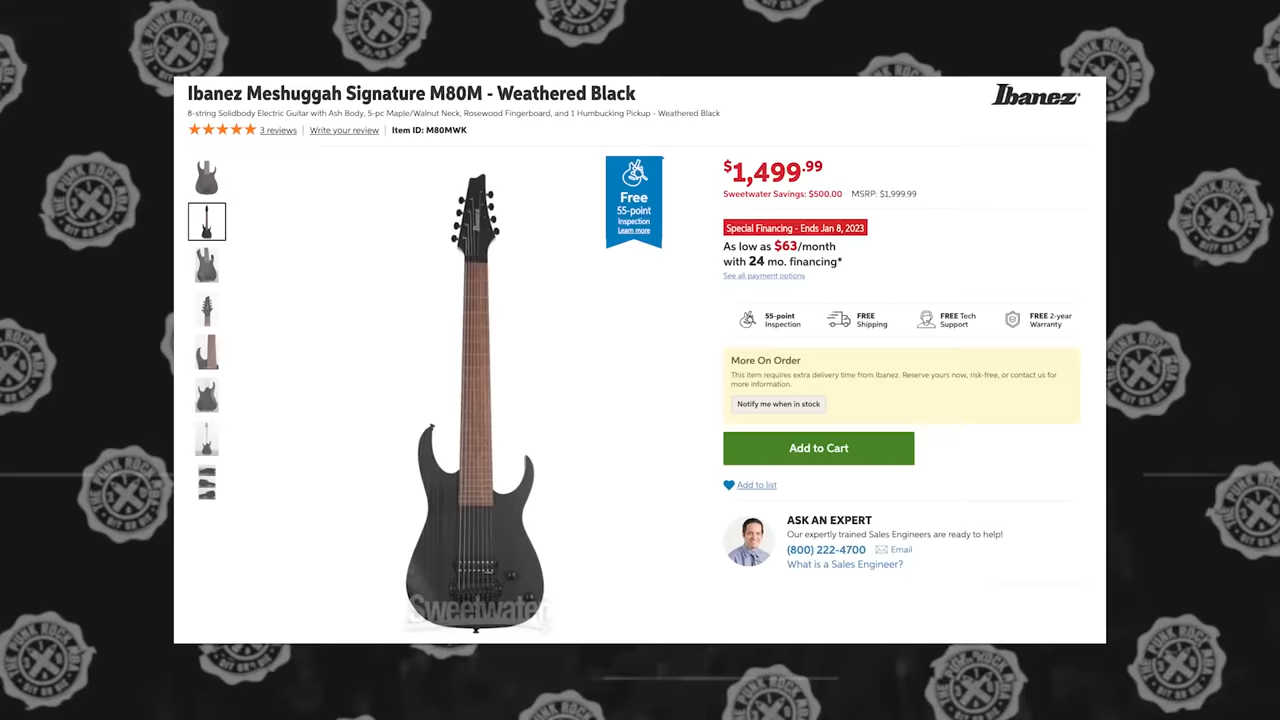 Ibanez Meshuggah Signature M80M - Weathered Black
Ibanez
8-string Solidbody Electric Guitar with Ash Body, 5-pc Maple/Walnut Neck, Rosewood Fingerboard, and 1 Humbucking Pickup - Weathered Black
3 reviews | Write your review | Item ID: M80MWK
Free
55-point
Inspection
Learn more
$1,499.99
Sweetwater Savings: $500.00 MSRP: $1,999.99
Special Financing - Ends Jan 8, 2023
As low as $63/month
with 24 mo. financing*
See all payment options
55-point
Inspection
FREE
Shipping
FREE Tech
Support
FREE 2-year
Warranty
More On Order
This item requires extra delivery time from Ibanez. Reserve yours now, risk-free, or contact us for
more information.
Notify me when in stock
Add to Cart
Add to list
ASK AN EXPERT
Our expertly trained Sales Engineers are ready to help!
(800) 222-4700 Email
What is a Sales Engineer?
Sweetwater
THE PUNK ROCK MBA
DIY OR DIE